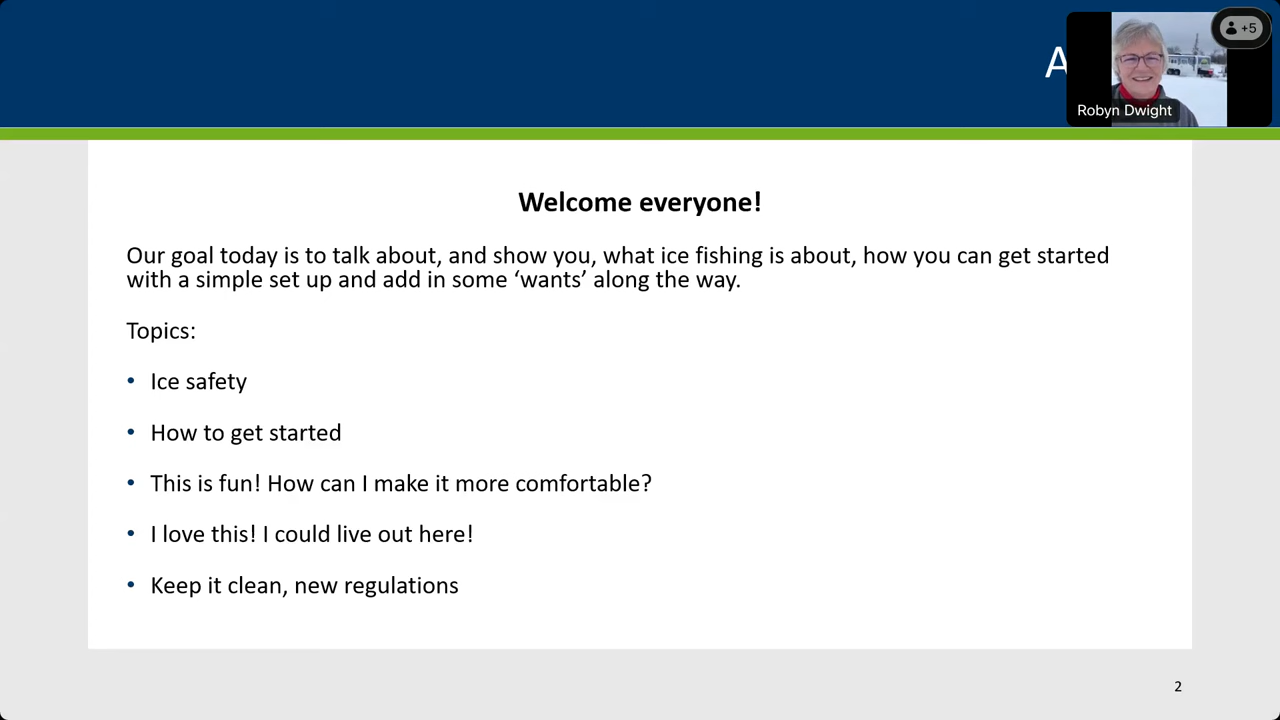 +5
Robyn Dwight
Welcome everyone!
Our goal today is to talk about, and show you, what ice fishing is about, how you can get started
with a simple set up and add in some ‘wants’ along the way.
Topics:
• Ice safety
• How to get started
• This is fun! How can I make it more comfortable?
• I love this! I could live out here!
• Keep it clean, new regulations
2